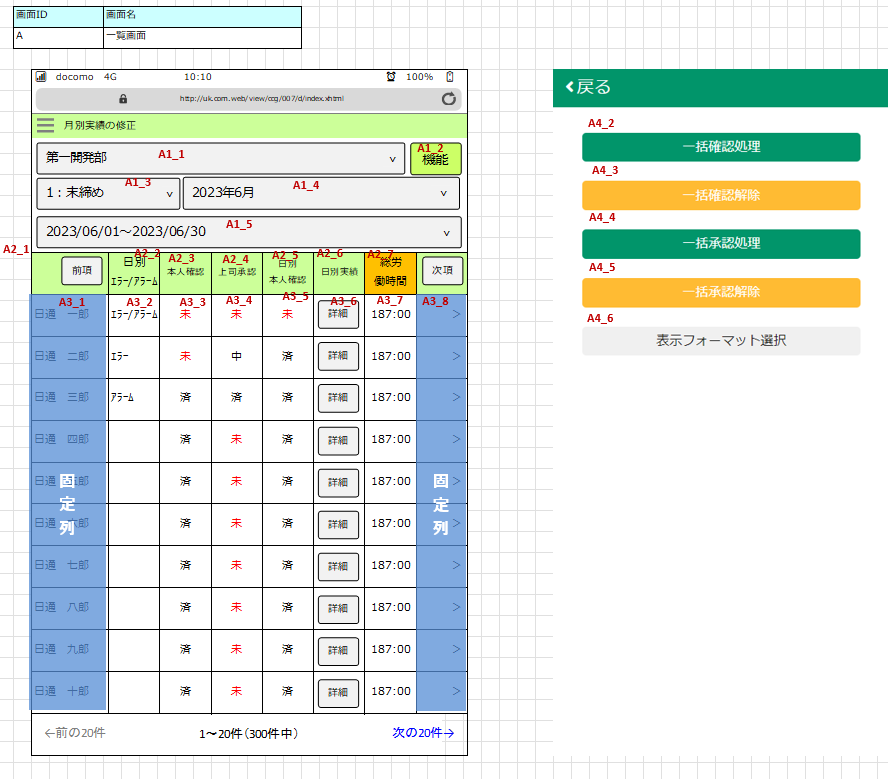 画面ID 画面名
A 一覧画面
docomo 4G 10:10 100%
http://uk.com.web/view/ccg/007/d/index.xhtml
月別実績の修正
第一開発部 A1_1 v A1_2 機能
1：末締め A1_3 v 2023年6月 A1_4 v
2023/06/01～2023/06/30 A1_5 v
A2_1 A2_2 A2_3 A2_4 A2_5 A2_6 A2_7
前項 日別 ｴﾗｰ/ｱﾗｰﾑ 本人確認 上司承認 日別 本人確認 日別実績 総労働時間 次項
A3_1 A3_2 A3_3 A3_4 A3_5 A3_6 A3_7 A3_8
日通 一郎 ｴﾗｰ/ｱﾗｰﾑ 未 未 未 詳細 187:00 >
日通 二郎 ｴﾗｰ 未 中 済 詳細 187:00 >
日通 三郎 ｱﾗｰﾑ 済 済 済 詳細 187:00 >
日通 四郎 済 未 済 詳細 187:00 >
日通 五郎 済 未 済 詳細 187:00 >
日通 六郎 済 未 済 詳細 187:00 >
日通 七郎 済 未 済 詳細 187:00 >
日通 八郎 済 未 済 詳細 187:00 >
日通 九郎 済 未 済 詳細 187:00 >
日通 十郎 済 未 済 詳細 187:00 >
固定列
固定列
←前の20件 1～20件(300件中) 次の20件→
戻る
A4_2
一括確認処理
A4_3
一括確認解除
A4_4
一括承認処理
A4_5
一括承認解除
A4_6
表示フォーマット選択